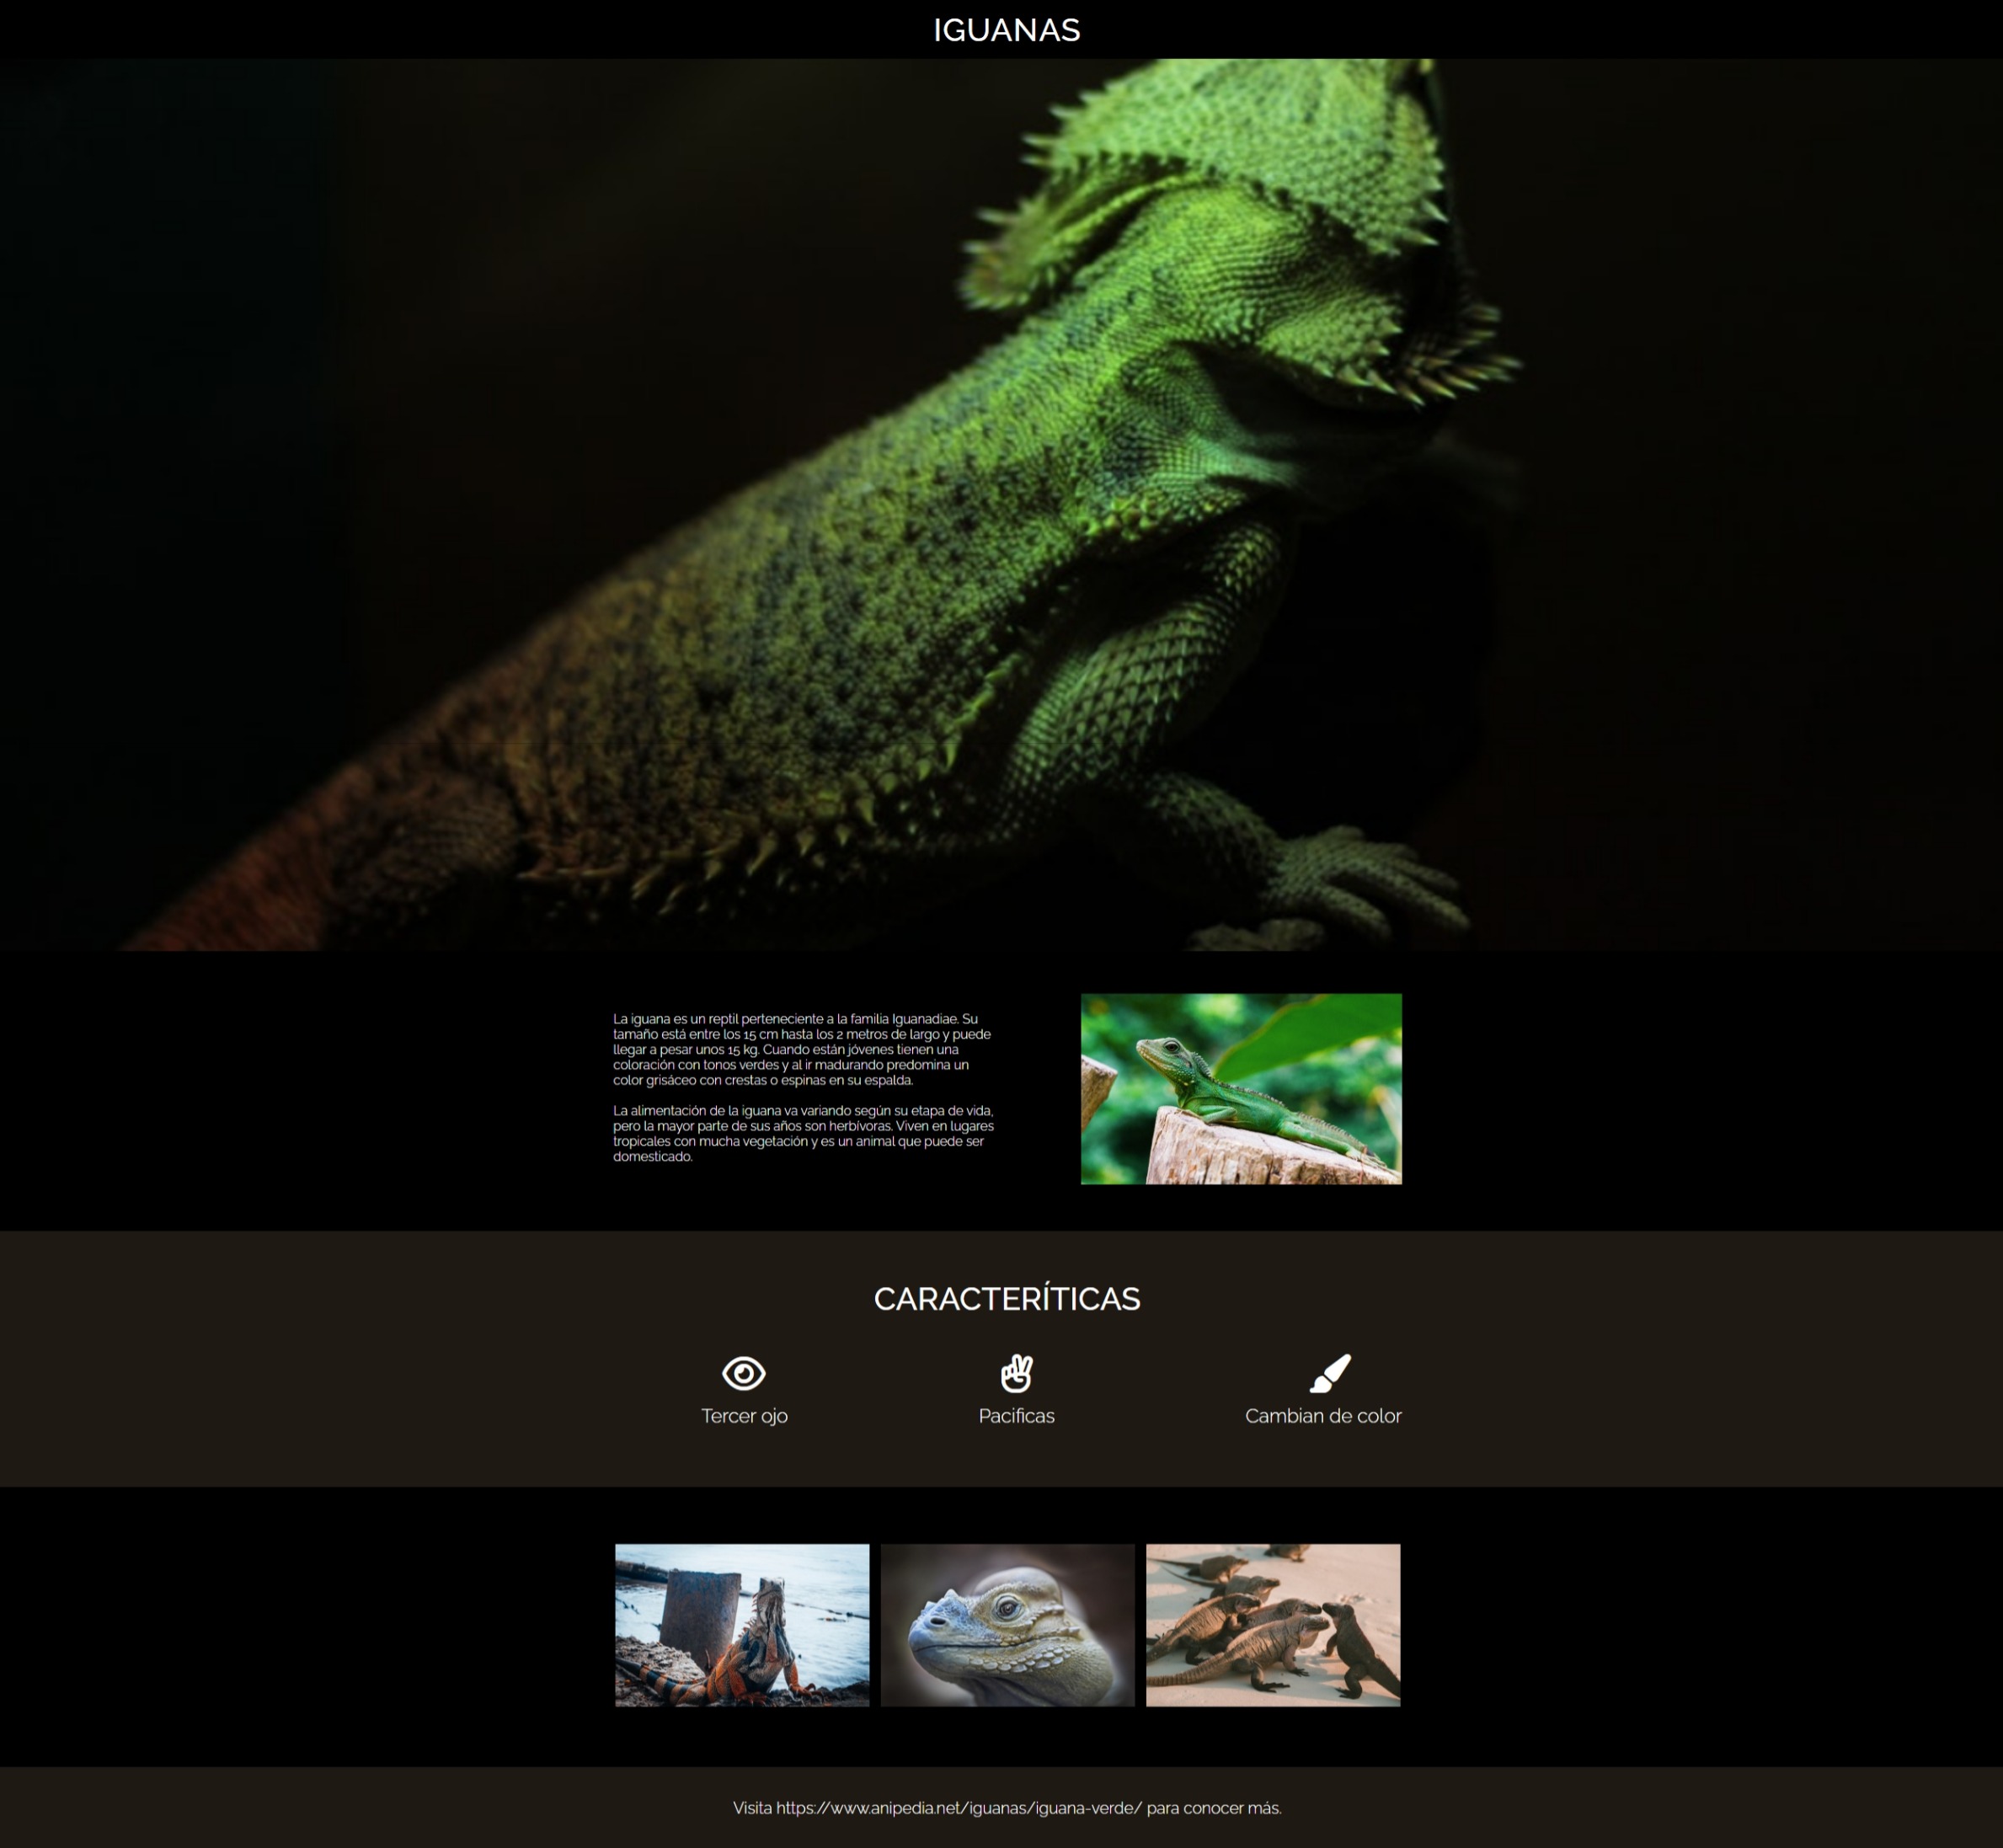 IGUANAS
La iguana es un reptil perteneciente a la familia Iguanadiae. Su
tamaño está entre los 15 cm hasta los 2 metros de largo y puede
llegar a pesar unos 15 kg. Cuando están jóvenes tienen una
coloración con tonos verdes y al ir madurando predomina un
color grisáceo con crestas o espinas en su espalda.
La alimentación de la iguana va variando según su etapa de vida,
pero la mayor parte de sus años son herbívoras. Viven en lugares
tropicales con mucha vegetación y es un animal que puede ser
domesticado.
CARACTERÍTICAS
Tercer ojo
Pacificas
Cambian de color
Visita https://www.anipedia.net/iguanas/iguana-verde/ para conocer más.